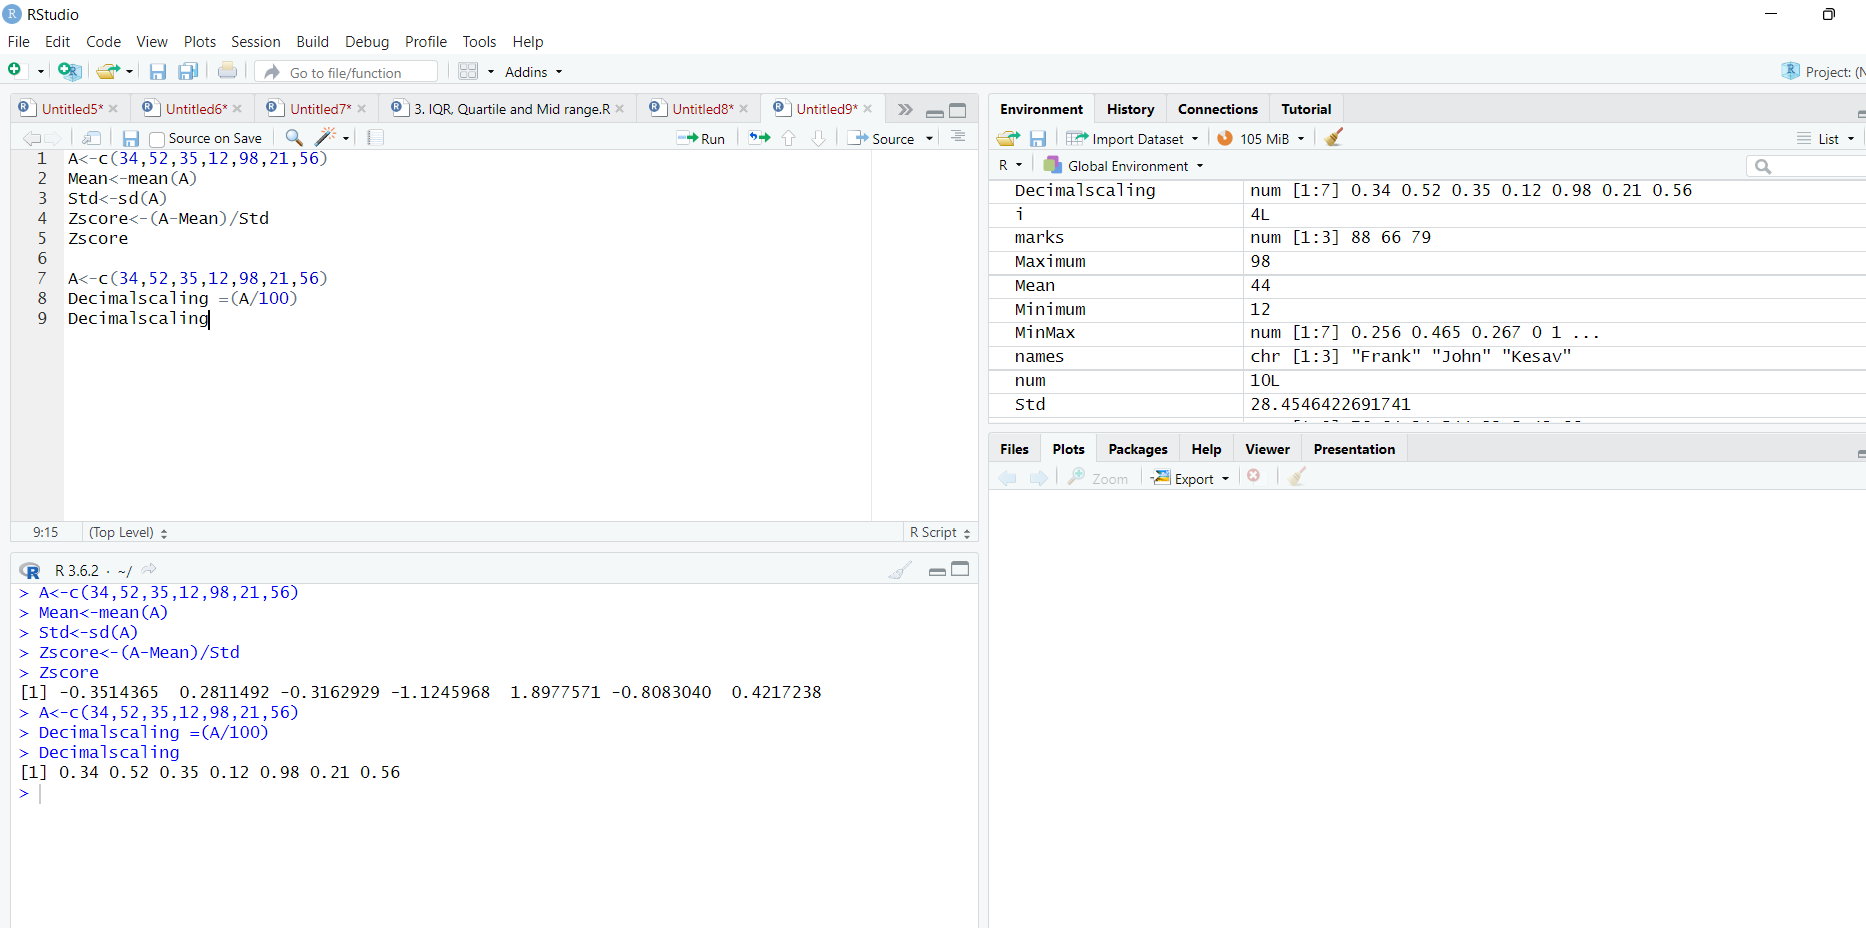 RStudio
File Edit Code View Plots Session Build Debug Profile Tools Help
Go to file/function Addins
Project: (N
Untitled5* Untitled6* Untitled7* 3. IQR, Quartile and Mid range.R Untitled8* Untitled9*
Source on Save Run Source
1 A<-c(34,52,35,12,98,21,56)
2 Mean<-mean(A)
3 Std<-sd(A)
4 Zscore<-(A-Mean)/Std
5 Zscore
6
7 A<-c(34,52,35,12,98,21,56)
8 Decimalscaling =(A/100)
9 Decimalscaling
9:15 (Top Level) R Script
R 3.6.2 · ~/
> A<-c(34,52,35,12,98,21,56)
> Mean<-mean(A)
> Std<-sd(A)
> Zscore<-(A-Mean)/Std
> Zscore
[1] -0.3514365  0.2811492 -0.3162929 -1.1245968  1.8977571 -0.8083040  0.4217238
> A<-c(34,52,35,12,98,21,56)
> Decimalscaling =(A/100)
> Decimalscaling
[1] 0.34 0.52 0.35 0.12 0.98 0.21 0.56
>
Environment History Connections Tutorial
Import Dataset 105 MiB List
R Global Environment
Decimalscaling num [1:7] 0.34 0.52 0.35 0.12 0.98 0.21 0.56
i 4L
marks num [1:3] 88 66 79
Maximum 98
Mean 44
Minimum 12
MinMax num [1:7] 0.256 0.465 0.267 0 1 ...
names chr [1:3] "Frank" "John" "Kesav"
num 10L
Std 28.4546422691741
Files Plots Packages Help Viewer Presentation
Zoom Export